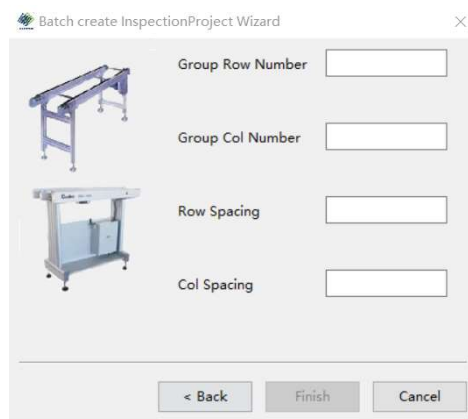 Batch create InspectionProject Wizard
Group Row Number
Group Col Number
Row Spacing
Col Spacing
< Back
Finish
Cancel